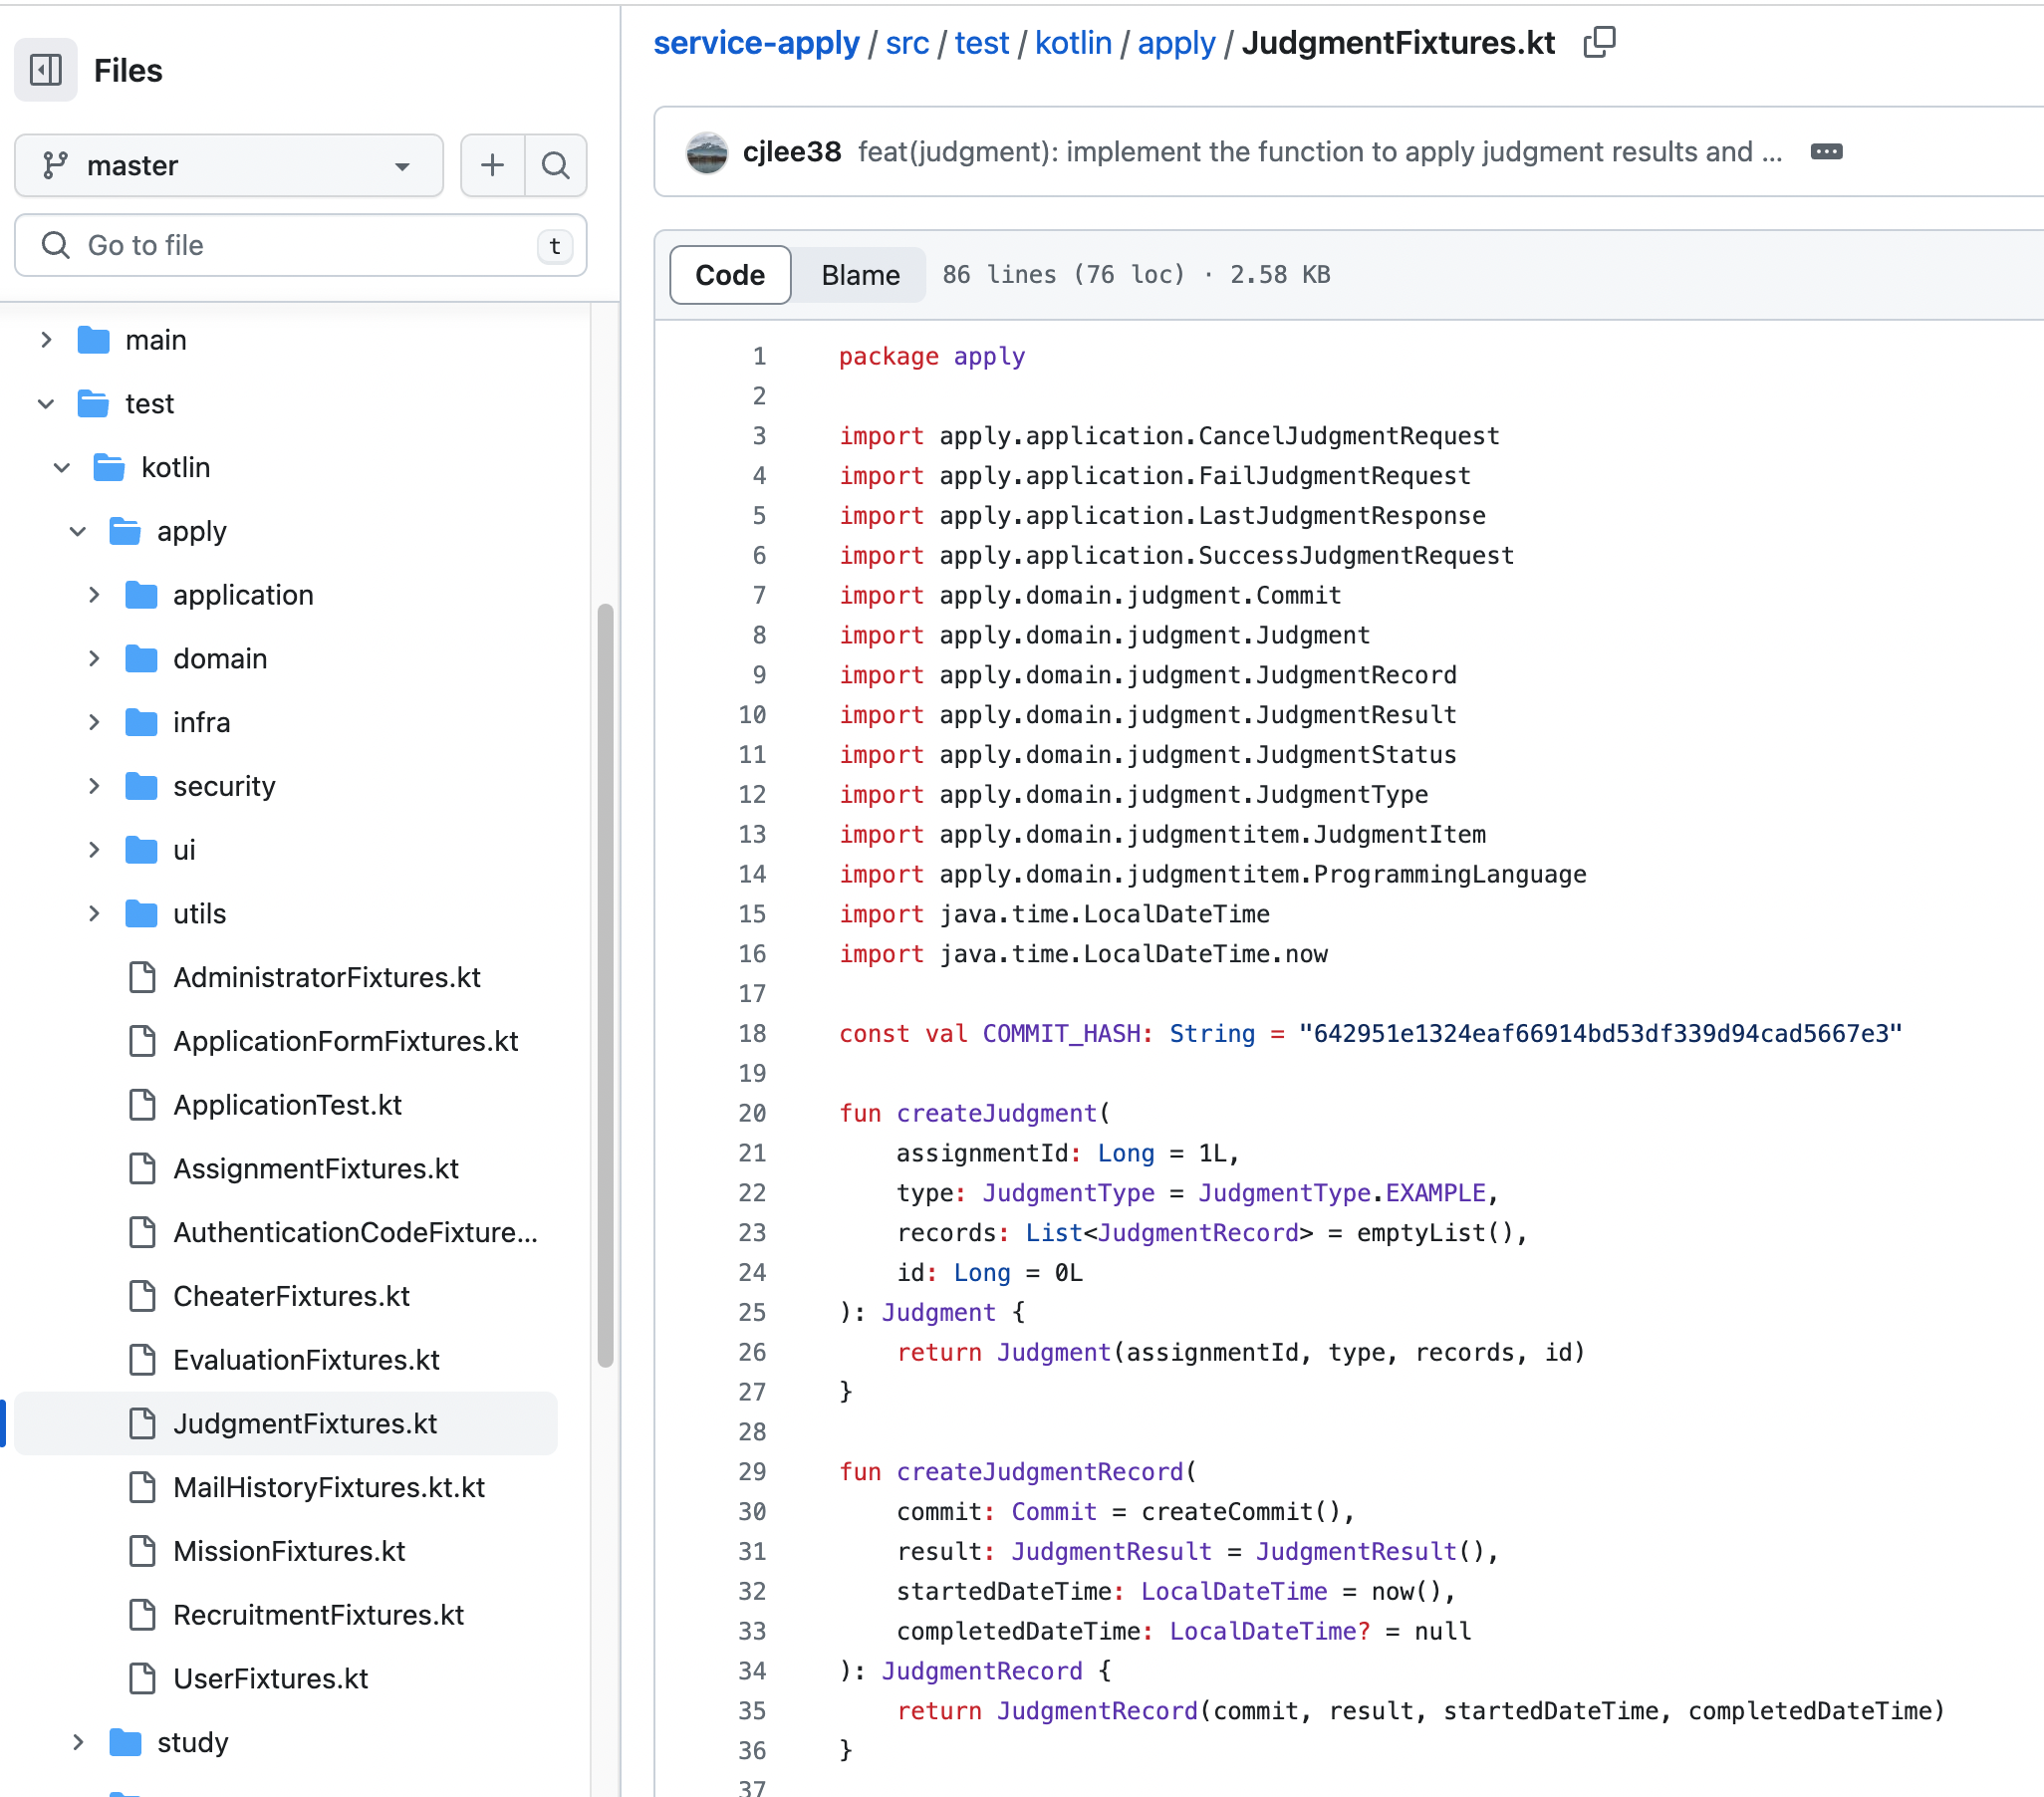 Files
master
Go to file
t
main
test
kotlin
apply
application
domain
infra
security
ui
utils
AdministratorFixtures.kt
ApplicationFormFixtures.kt
ApplicationTest.kt
AssignmentFixtures.kt
AuthenticationCodeFixture...
CheaterFixtures.kt
EvaluationFixtures.kt
JudgmentFixtures.kt
MailHistoryFixtures.kt.kt
MissionFixtures.kt
RecruitmentFixtures.kt
UserFixtures.kt
study
service-apply / src / test / kotlin / apply / JudgmentFixtures.kt
cjlee38 feat(judgment): implement the function to apply judgment results and ...
Code Blame 86 lines (76 loc) · 2.58 KB
1 package apply
2
3 import apply.application.CancelJudgmentRequest
4 import apply.application.FailJudgmentRequest
5 import apply.application.LastJudgmentResponse
6 import apply.application.SuccessJudgmentRequest
7 import apply.domain.judgment.Commit
8 import apply.domain.judgment.Judgment
9 import apply.domain.judgment.JudgmentRecord
10 import apply.domain.judgment.JudgmentResult
11 import apply.domain.judgment.JudgmentStatus
12 import apply.domain.judgment.JudgmentType
13 import apply.domain.judgmentitem.JudgmentItem
14 import apply.domain.judgmentitem.ProgrammingLanguage
15 import java.time.LocalDateTime
16 import java.time.LocalDateTime.now
17
18 const val COMMIT_HASH: String = "642951e1324eaf66914bd53df339d94cad5667e3"
19
20 fun createJudgment(
21     assignmentId: Long = 1L,
22     type: JudgmentType = JudgmentType.EXAMPLE,
23     records: List<JudgmentRecord> = emptyList(),
24     id: Long = 0L
25 ): Judgment {
26     return Judgment(assignmentId, type, records, id)
27 }
28
29 fun createJudgmentRecord(
30     commit: Commit = createCommit(),
31     result: JudgmentResult = JudgmentResult(),
32     startedDateTime: LocalDateTime = now(),
33     completedDateTime: LocalDateTime? = null
34 ): JudgmentRecord {
35     return JudgmentRecord(commit, result, startedDateTime, completedDateTime)
36 }
37